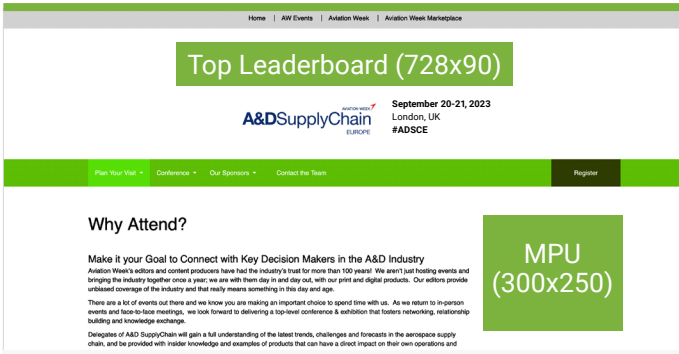 Home | AW Events | Aviation Week | Aviation Week Marketplace
Top Leaderboard (728x90)
AVIATION WEEK
A&DSupplyChain
EUROPE
September 20-21, 2023
London, UK
#ADSCE
Plan Your Visit Conference Our Sponsors Contact the Team Register
Why Attend?
Make it your Goal to Connect with Key Decision Makers in the A&D Industry
Aviation Week's editors and content producers have had the industry's trust for more than 100 years! We aren't just hosting events and
bringing the industry together once a year; we are with them day in and day out, with our print and digital products. Our editors provide
unbiased coverage of the industry and that really means something in this day and age.
There are a lot of events out there and we know you are making an important choice to spend time with us. As we return to in-person
events and face-to-face meetings, we look forward to delivering a top-level conference & exhibition that fosters networking, relationship
building and knowledge exchange.
Delegates of A&D SupplyChain will gain a full understanding of the latest trends, challenges and forecasts in the aerospace supply
chain, and be provided with insider knowledge and examples of products that can have a direct impact on their own operations and
MPU
(300x250)